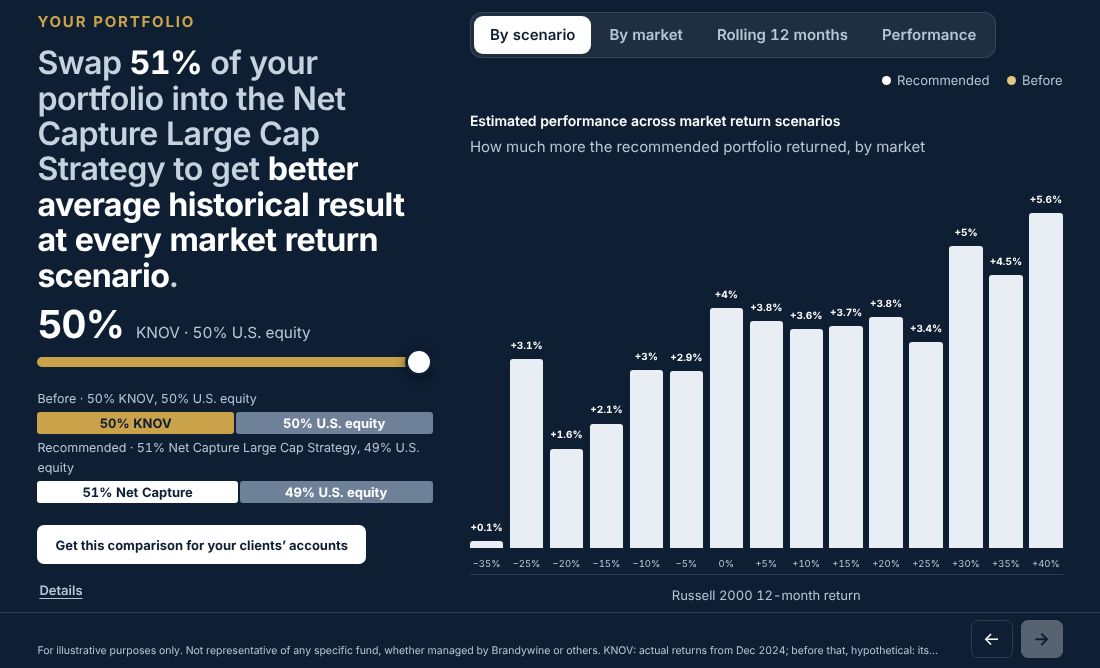 YOUR PORTFOLIO
Swap 51% of your
portfolio into the Net
Capture Large Cap
Strategy to get better
average historical result
at every market return
scenario.
50% KNOV · 50% U.S. equity
Before · 50% KNOV, 50% U.S. equity
50% KNOV 50% U.S. equity
Recommended · 51% Net Capture Large Cap Strategy, 49% U.S.
equity
51% Net Capture 49% U.S. equity
Get this comparison for your clients’ accounts
Details
By scenario By market Rolling 12 months Performance
Recommended Before
Estimated performance across market return scenarios
How much more the recommended portfolio returned, by market
+0.1% +3.1% +1.6% +2.1% +3% +2.9% +4% +3.8% +3.6% +3.7% +3.8% +3.4% +5% +4.5% +5.6%
−35% −25% −20% −15% −10% −5% 0% +5% +10% +15% +20% +25% +30% +35% +40%
Russell 2000 12-month return
For illustrative purposes only. Not representative of any specific fund, whether managed by Brandywine or others. KNOV: actual returns from Dec 2024; before that, hypothetical: its…